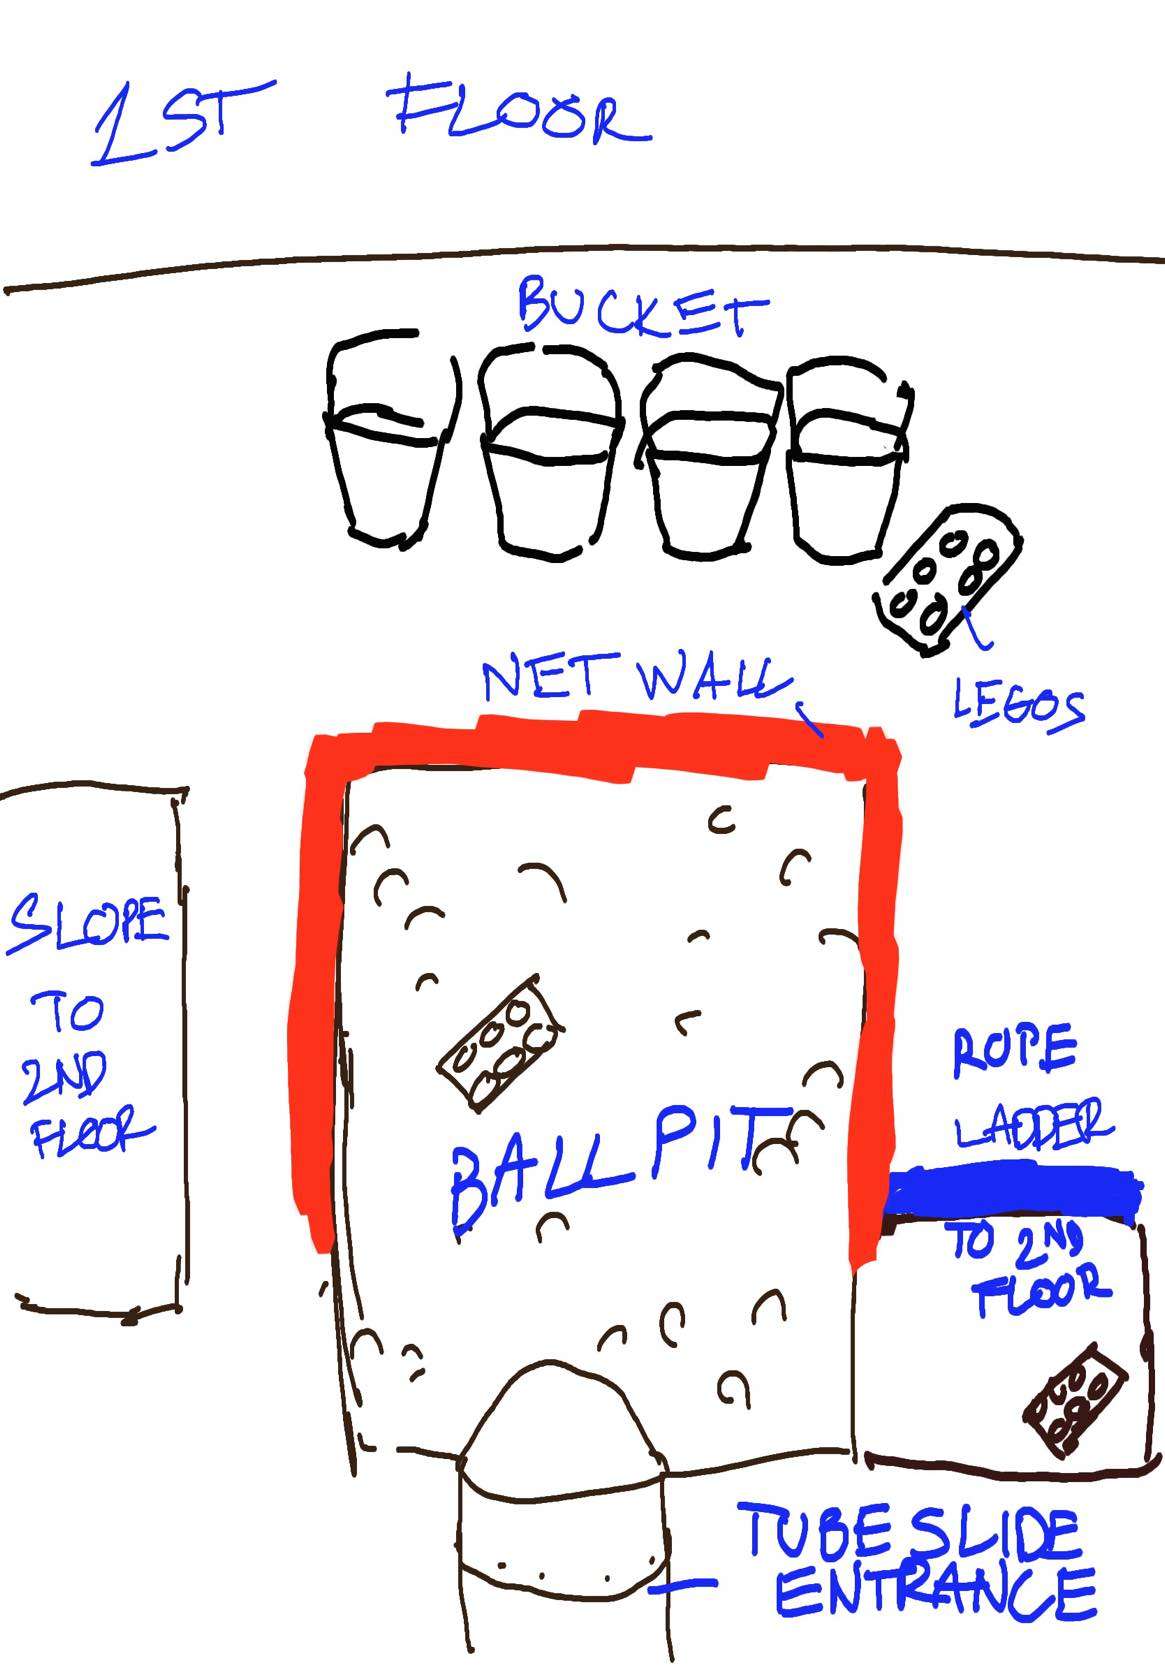 1ST FLOOR
BUCKET
LEGOS
NET WALL
SLOPE
TO
2ND
FLOOR
BALL PIT
ROPE
LADDER
TO 2ND
FLOOR
TUBE SLIDE
ENTRANCE